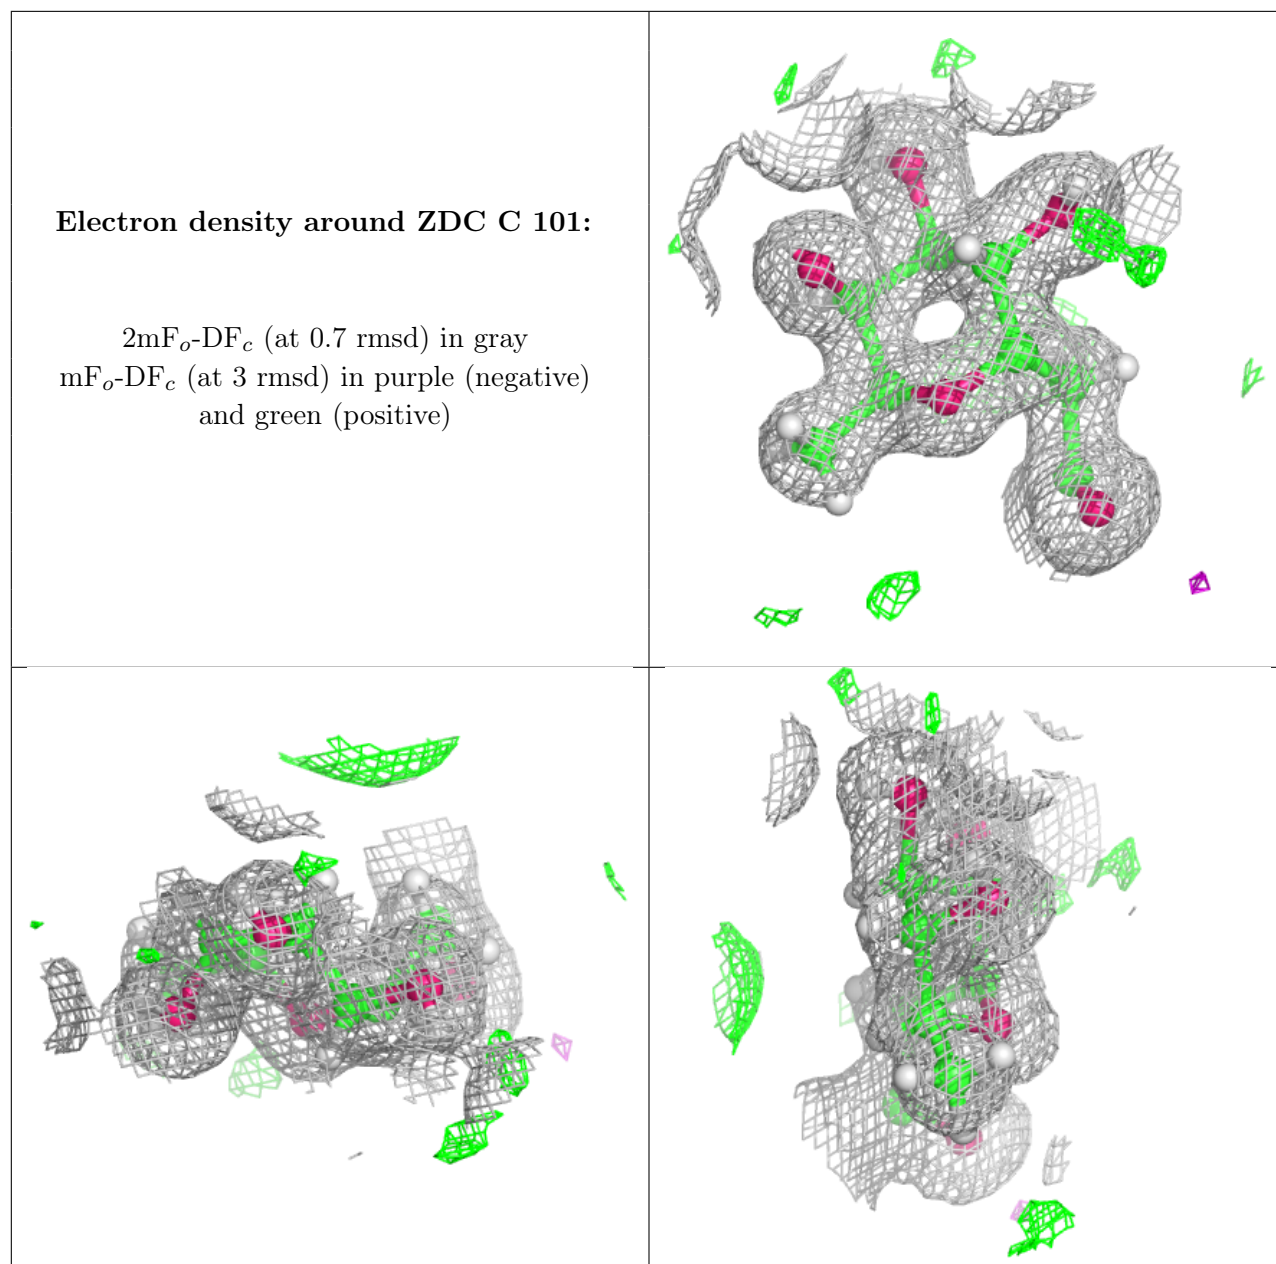 Electron density around ZDC C 101:
2mFo-DFc (at 0.7 rmsd) in gray
mFo-DFc (at 3 rmsd) in purple (negative)
and green (positive)